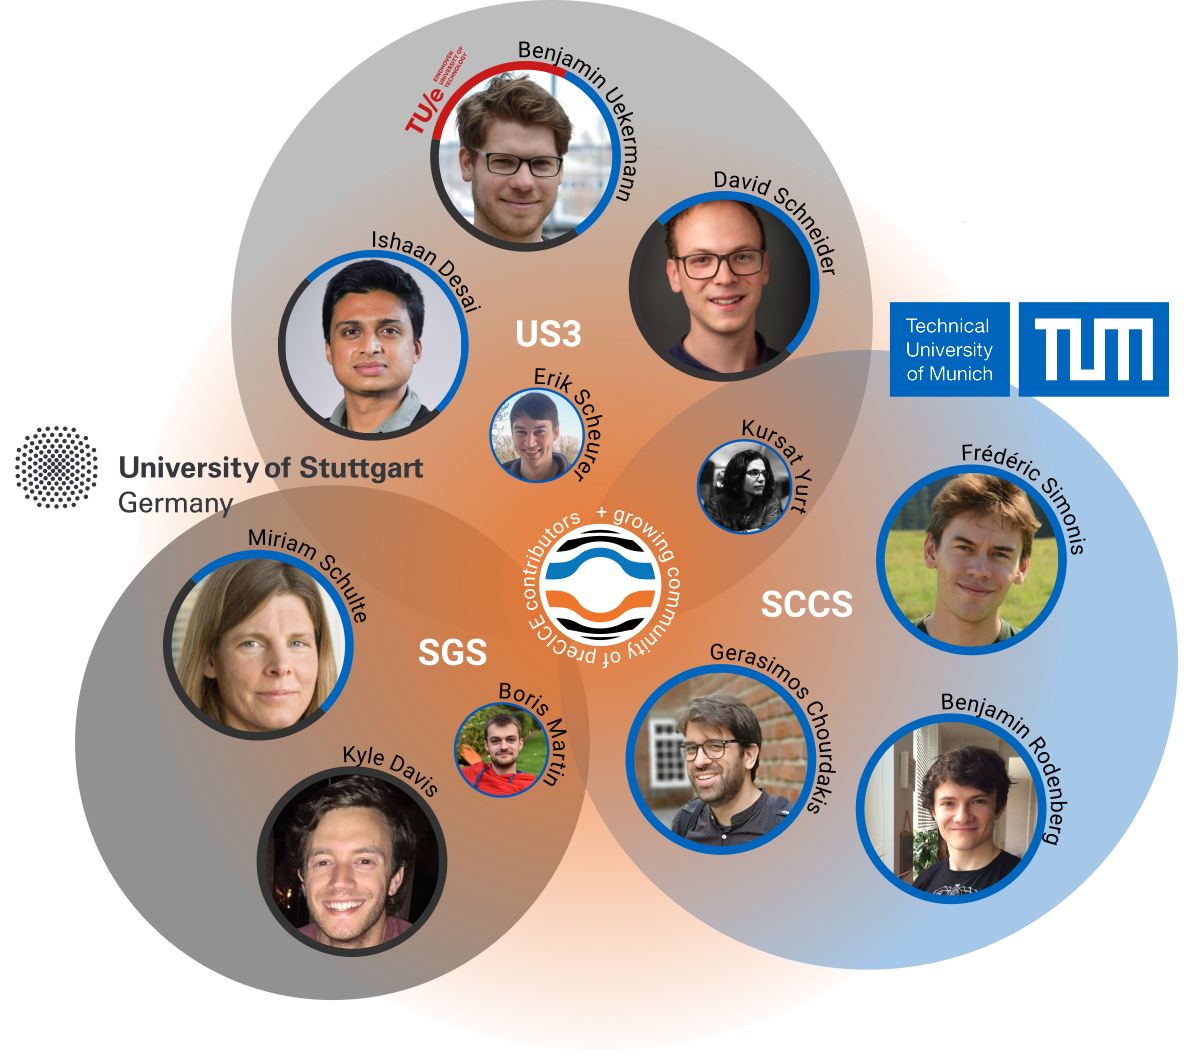 Benjamin Uekermann
TU/e
EINDHOVEN
UNIVERSITY OF
TECHNOLOGY
David Schneider
Ishaan Desai
US3
Technical
University
of Munich
TUM
Erik Scheurer
Kursat Yurt
Frédéric Simonis
University of Stuttgart
Germany
Miriam Schulte
+ growing community of preCICE contributors
SCCS
SGS
Gerasimos Chourdakis
Boris Martin
Benjamin Rodenberg
Kyle Davis